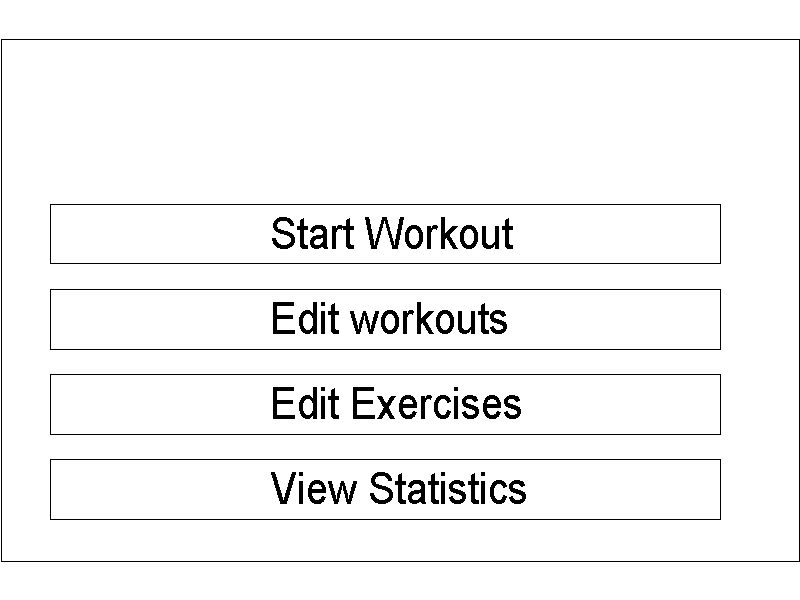 Start Workout
Edit workouts
Edit Exercises
View Statistics